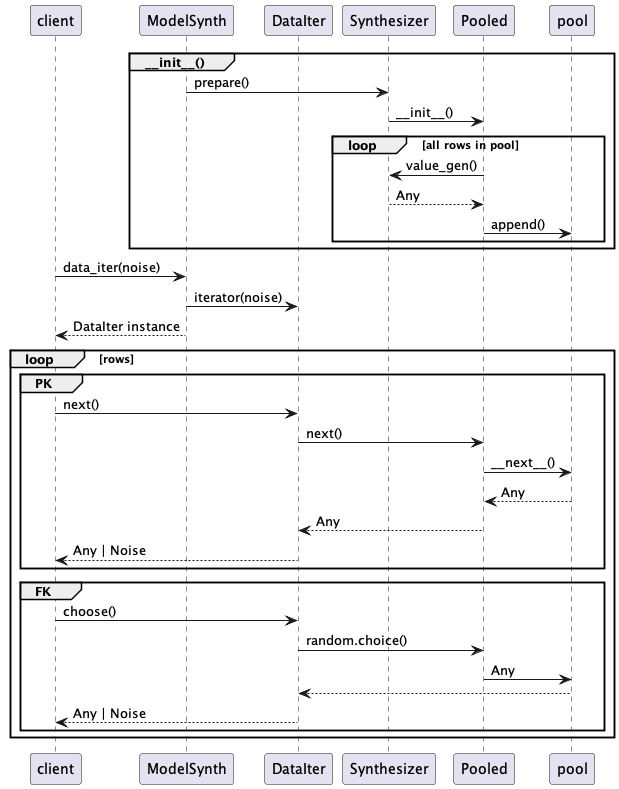 client ModelSynth DataIter Synthesizer Pooled pool
__init__()
prepare()
__init__()
loop [all rows in pool]
value_gen()
Any
append()
data_iter(noise)
iterator(noise)
DataIter instance
loop [rows]
PK
next()
next()
__next__()
Any
Any
Any | Noise
FK
choose()
random.choice()
Any
Any | Noise
client ModelSynth DataIter Synthesizer Pooled pool